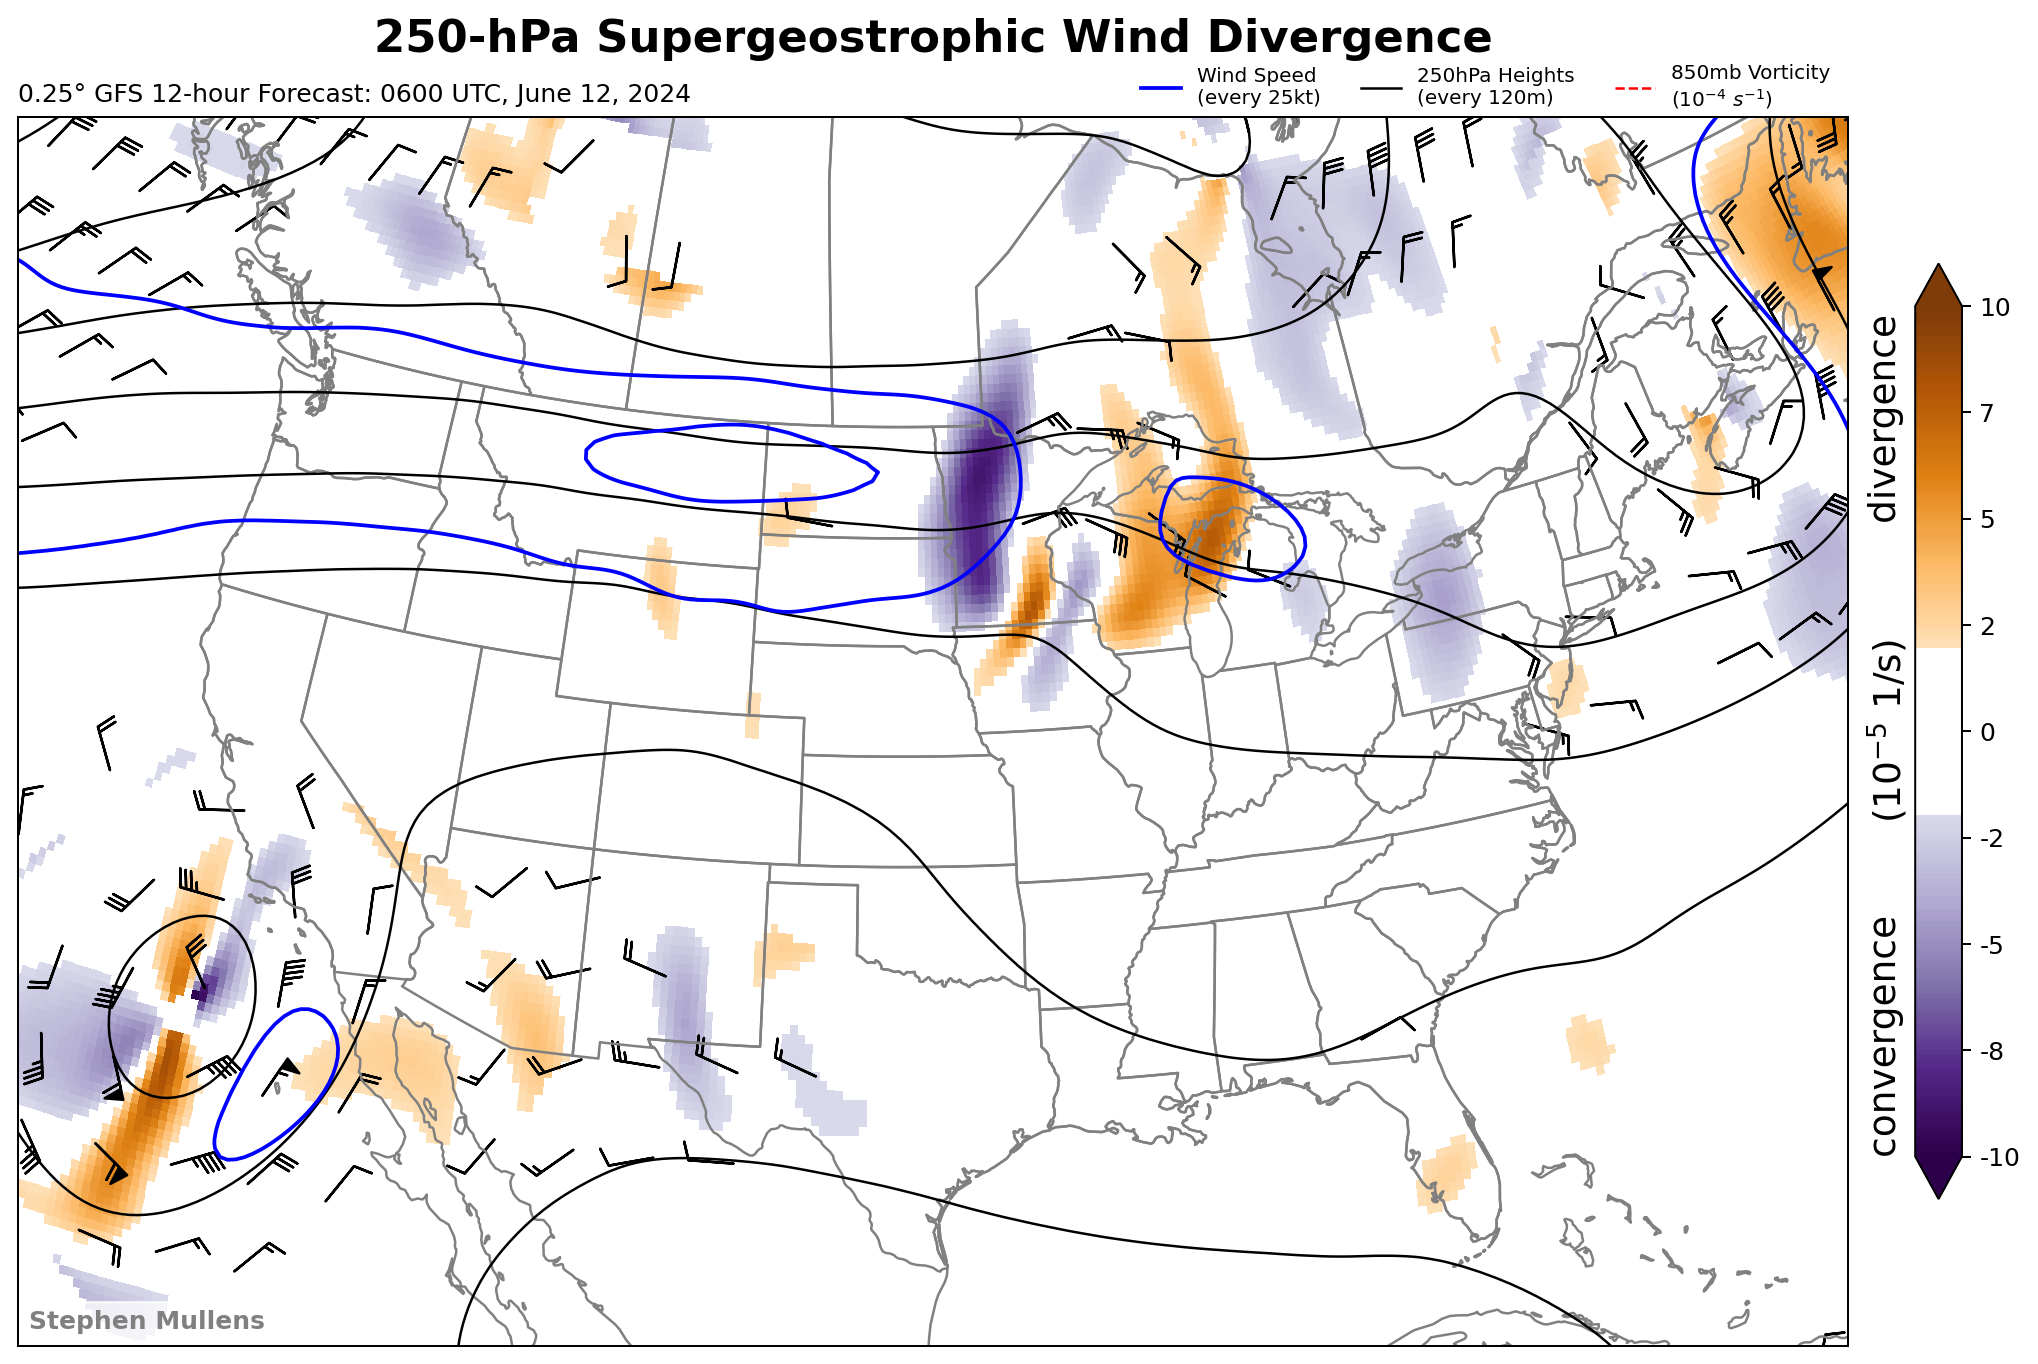 250-hPa Supergeostrophic Wind Divergence
0.25° GFS 12-hour Forecast: 0600 UTC, June 12, 2024
Wind Speed
(every 25kt)
250hPa Heights
(every 120m)
850mb Vorticity
(10⁻⁴ s⁻¹)
10
7
5
2
0
-2
-5
-8
-10
convergence (10⁻⁵ 1/s) divergence
Stephen Mullens